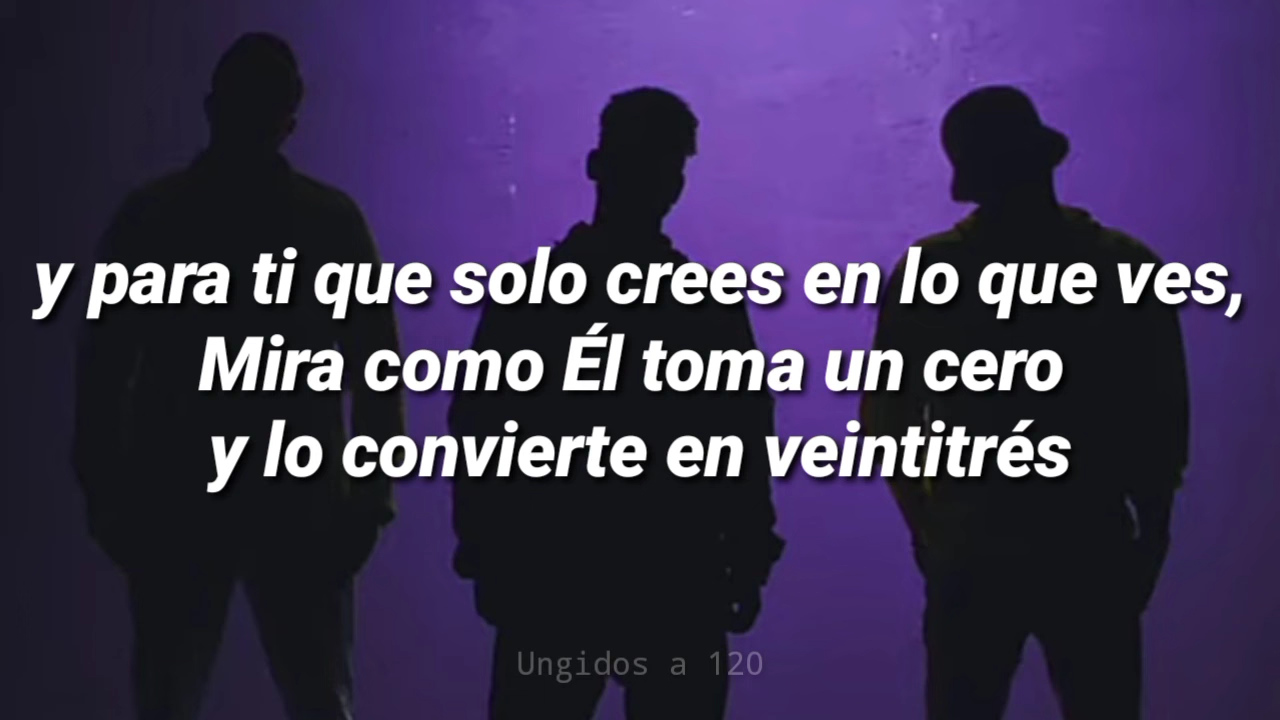 y para ti que solo crees en lo que ves,
Mira como Él toma un cero
y lo convierte en veintitrés
Ungidos a 120